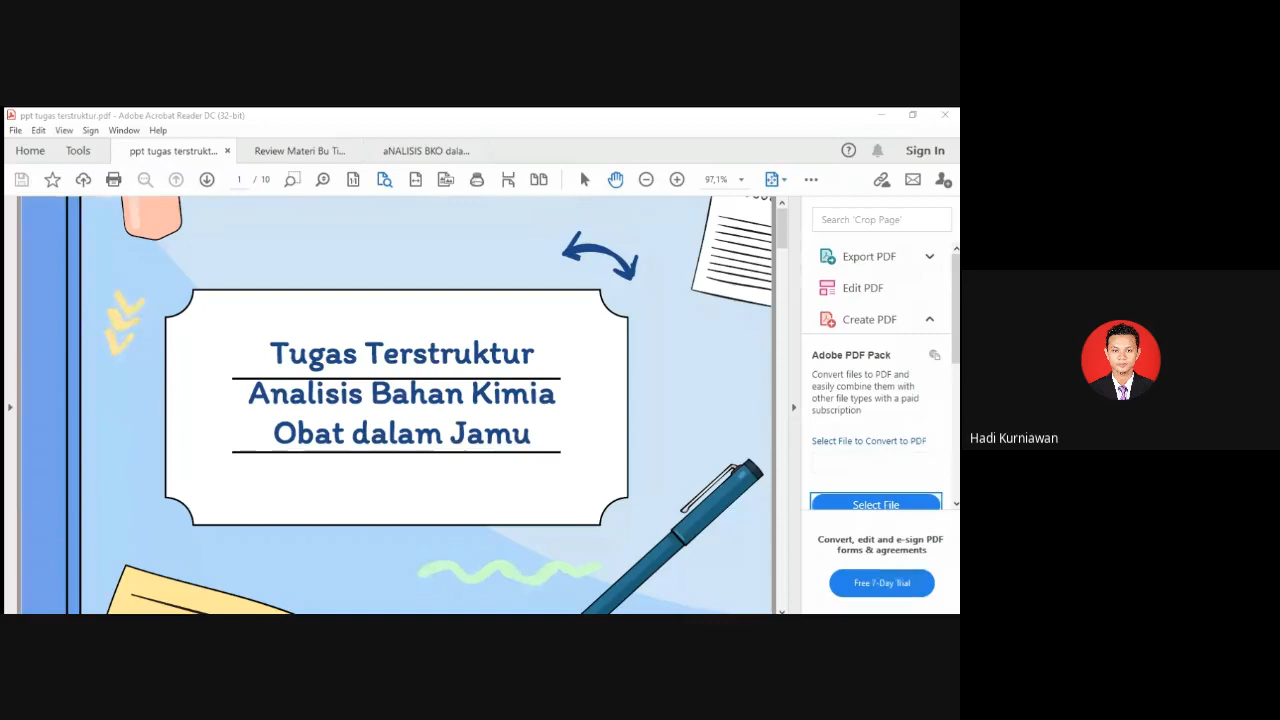 ppt tugas terstruktur.pdf - Adobe Acrobat Reader DC (32-bit)
File Edit View Sign Window Help
Home Tools ppt tugas terstrukt... × Review Materi Bu Ti... aNALISIS BKO dala... Sign In
1 / 10 97,1%
Tugas Terstruktur
Analisis Bahan Kimia
Obat dalam Jamu
Search 'Crop Page'
Export PDF
Edit PDF
Create PDF
Adobe PDF Pack
Convert files to PDF and
easily combine them with
other file types with a paid
subscription
Select File to Convert to PDF
Select File
Convert, edit and e-sign PDF
forms & agreements
Free 7-Day Trial
Hadi Kurniawan